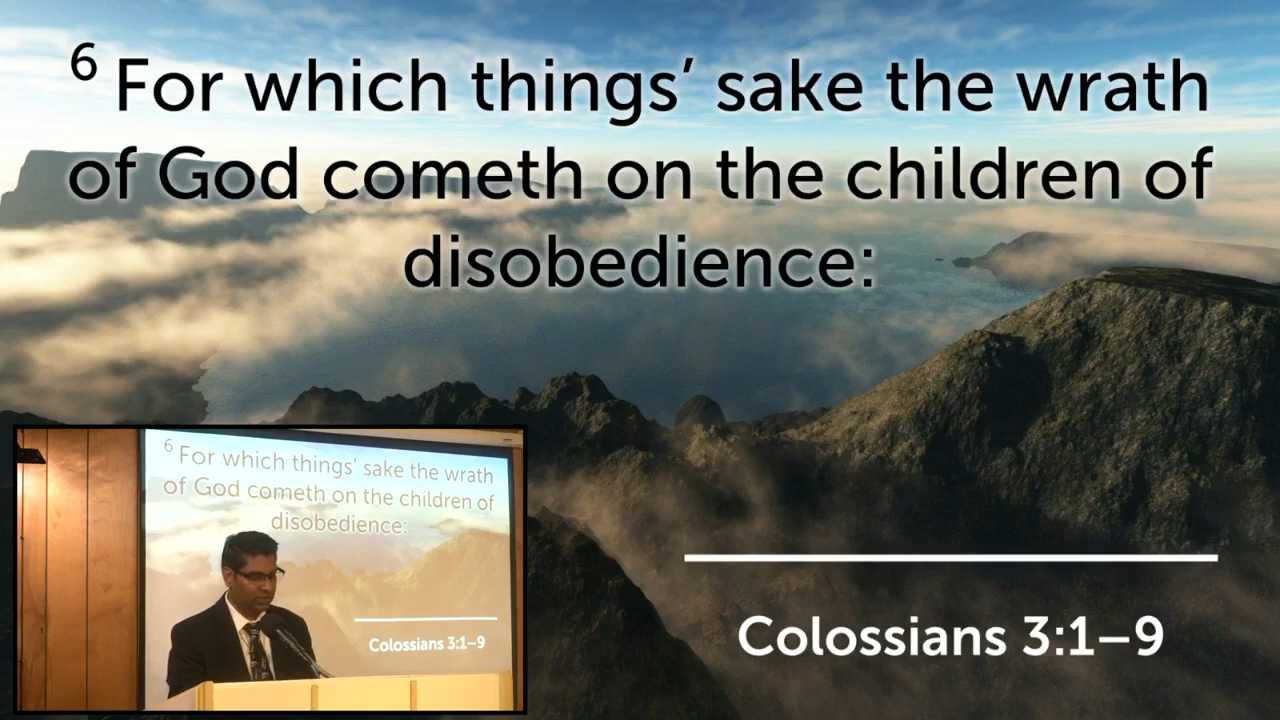 6 For which things’ sake the wrath
of God cometh on the children of
disobedience:
Colossians 3:1–9
6 For which things’ sake the wrath
of God cometh on the children of
disobedience:
Colossians 3:1–9